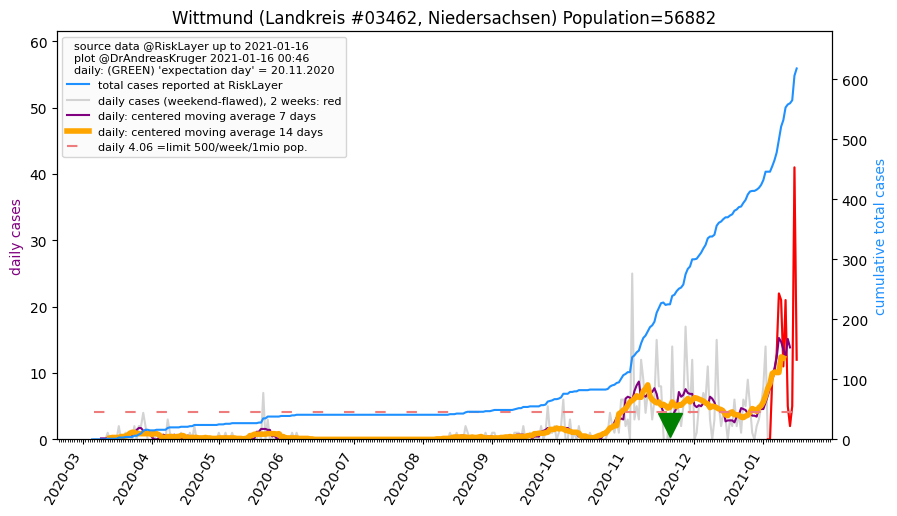 Wittmund (Landkreis #03462, Niedersachsen) Population=56882
source data @RiskLayer up to 2021-01-16
plot @DrAndreasKruger 2021-01-16 00:46
daily: (GREEN) 'expectation day' = 20.11.2020
total cases reported at RiskLayer
daily cases (weekend-flawed), 2 weeks: red
daily: centered moving average 7 days
daily: centered moving average 14 days
daily 4.06 =limit 500/week/1mio pop.
daily cases
60
50
40
30
20
10
0
cumulative total cases
600
500
400
300
200
100
0
2020-03
2020-04
2020-05
2020-06
2020-07
2020-08
2020-09
2020-10
2020-11
2020-12
2021-01